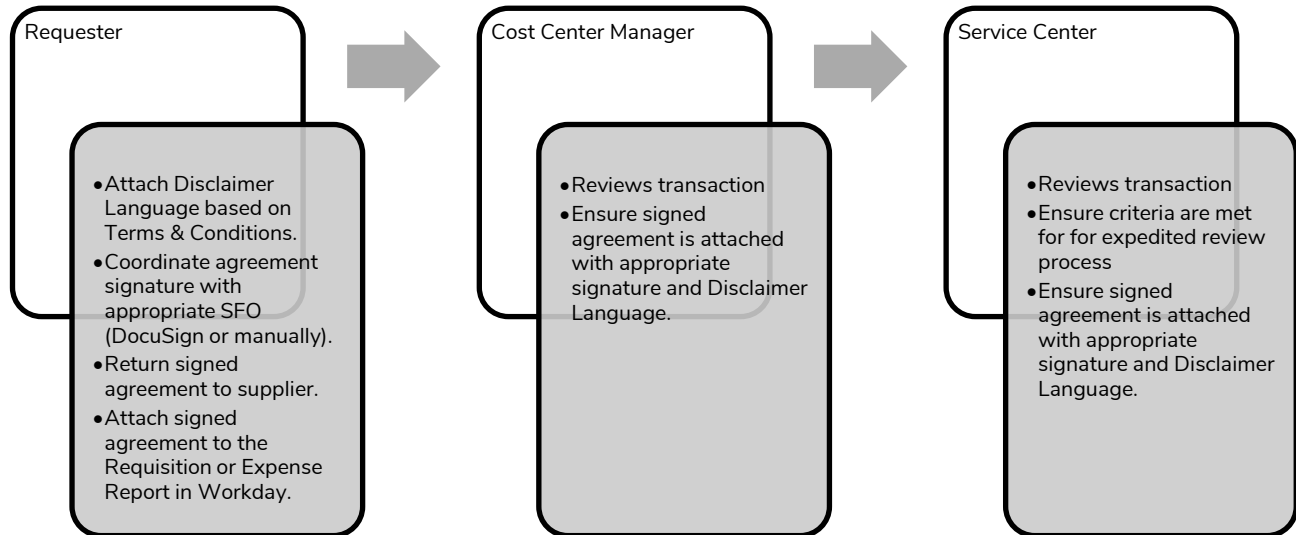 Requester
•Attach Disclaimer
Language based on
Terms & Conditions.
•Coordinate agreement
signature with
appropriate SFO
(DocuSign or manually).
•Return signed
agreement to supplier.
•Attach signed
agreement to the
Requisition or Expense
Report in Workday.
Cost Center Manager
•Reviews transaction
•Ensure signed
agreement is attached
with appropriate
signature and Disclaimer
Language.
Service Center
•Reviews transaction
•Ensure criteria are met
for for expedited review
process
•Ensure signed
agreement is attached
with appropriate
signature and Disclaimer
Language.